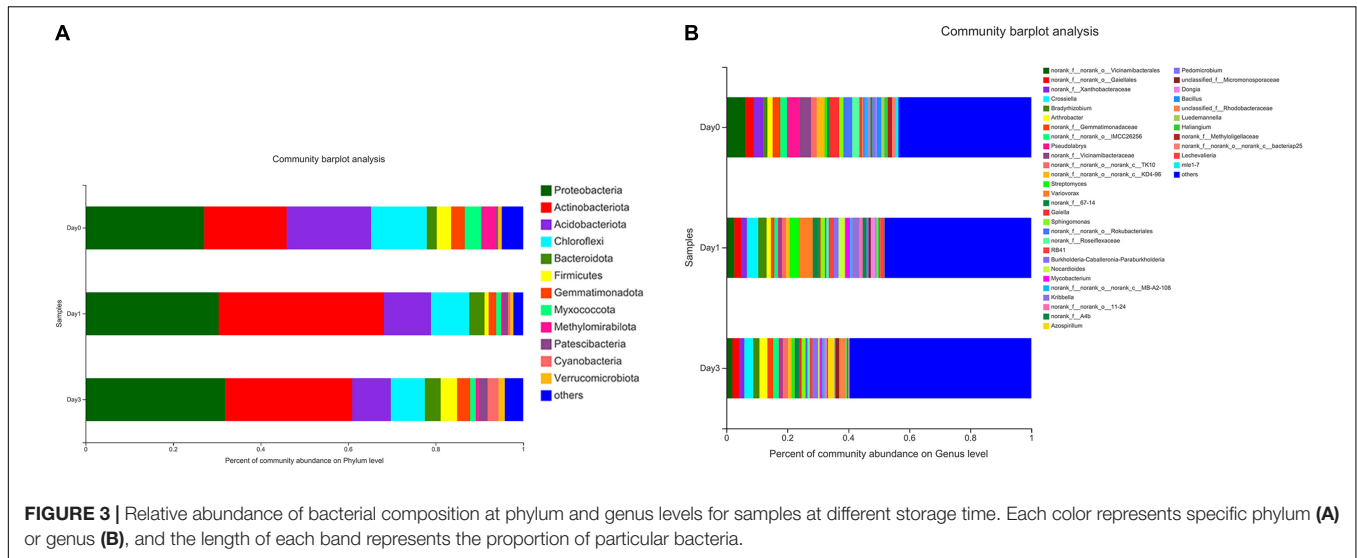 A
Community barplot analysis
Samples
Day0
Day1
Day3
0
0.2
0.4
0.6
0.8
1
Percent of community abundance on Phylum level
Proteobacteria
Actinobacteriota
Acidobacteriota
Chloroflexi
Bacteroidota
Firmicutes
Gemmatimonadota
Myxococcota
Methylomirabilota
Patescibacteria
Cyanobacteria
Verrucomicrobiota
others
B
Community barplot analysis
Samples
Day0
Day1
Day3
0
0.2
0.4
0.6
0.8
1
Percent of community abundance on Genus level
norank_f__norank_o__Vicinamibacterales
norank_f__norank_o__Gaiellales
norank_f__Xanthobacteraceae
Crossiella
Bradyrhizobium
Arthrobacter
norank_f__Gemmatimonadaceae
norank_f__norank_o__IMCC26256
Pseudolabrys
norank_f__Vicinamibacteraceae
norank_f__norank_o__norank_c__TK10
norank_f__norank_o__norank_c__KD4-96
Streptomyces
Variovorax
norank_f__67-14
Gaiella
Sphingomonas
norank_f__norank_o__Rokubacteriales
norank_f__Roseiflexaceae
RB41
Burkholderia-Caballeronia-Paraburkholderia
Nocardioides
Mycobacterium
norank_f__norank_o__norank_c__MB-A2-108
Kribbella
norank_f__norank_o__11-24
norank_f__A4b
Azospirillum
Pedomicrobium
unclassified_f__Micromonosporaceae
Dongia
Bacillus
unclassified_f__Rhodobacteraceae
Luedemannella
Haliangium
norank_f__Methyloligellaceae
norank_f__norank_o__norank_c__bacteriap25
Lechevalieria
mle1-7
others
FIGURE 3 | Relative abundance of bacterial composition at phylum and genus levels for samples at different storage time. Each color represents specific phylum (A)
or genus (B), and the length of each band represents the proportion of particular bacteria.